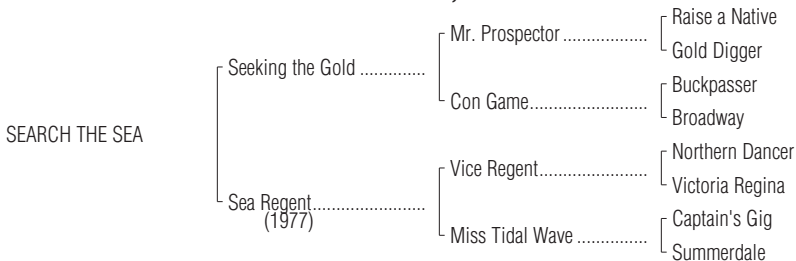 Raise a Native
Mr. Prospector ..................
Gold Digger
Seeking the Gold ..............
Buckpasser
Con Game.........................
Broadway
SEARCH THE SEA
Northern Dancer
Vice Regent.......................
Victoria Regina
Sea Regent........................
(1977)
Captain's Gig
Miss Tidal Wave ...............
Summerdale